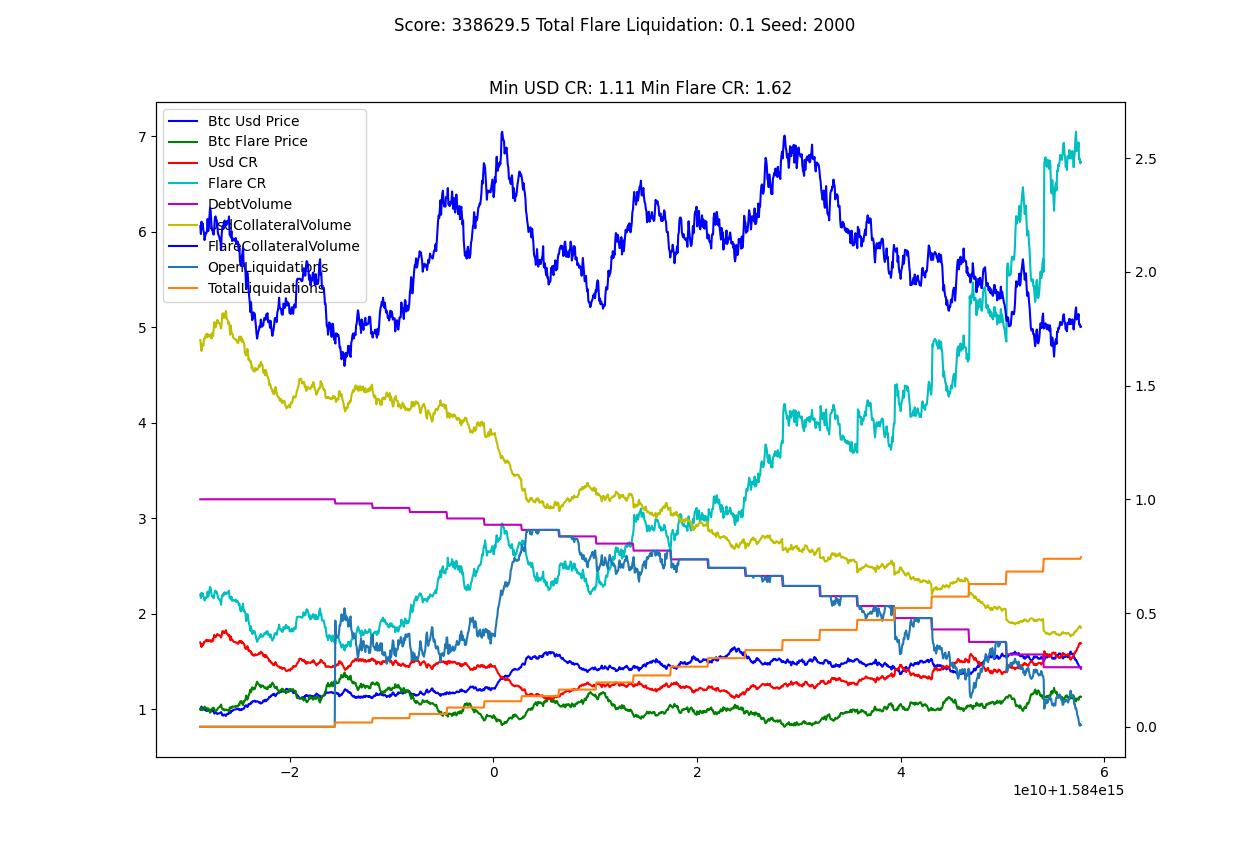 Score: 338629.5 Total Flare Liquidation: 0.1 Seed: 2000
Min USD CR: 1.11 Min Flare CR: 1.62
Btc Usd Price
Btc Flare Price
Usd CR
Flare CR
DebtVolume
UsdCollateralVolume
FlareCollateralVolume
OpenLiquidations
TotalLiquidations
7
6
5
4
3
2
1
2.5
2.0
1.5
1.0
0.5
0.0
−2
0
2
4
6
1e10+1.584e15